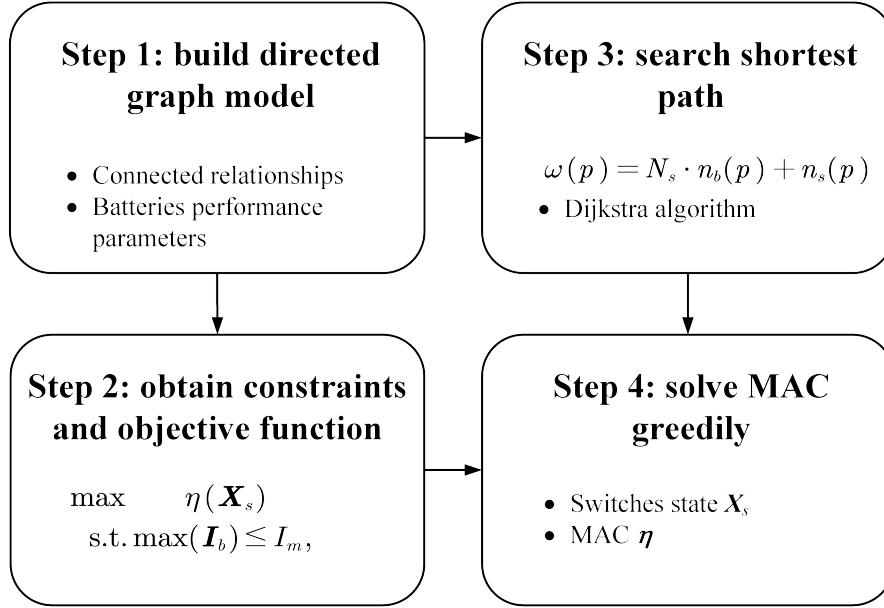 Step 1: build directed
graph model
• Connected relationships
• Batteries performance
parameters
Step 3: search shortest
path
ω(p) = N_s · n_b(p) + n_s(p)
• Dijkstra algorithm
Step 2: obtain constraints
and objective function
max η(X_s)
s.t. max(I_b) ≤ I_m,
Step 4: solve MAC
greedily
• Switches state X_s
• MAC η